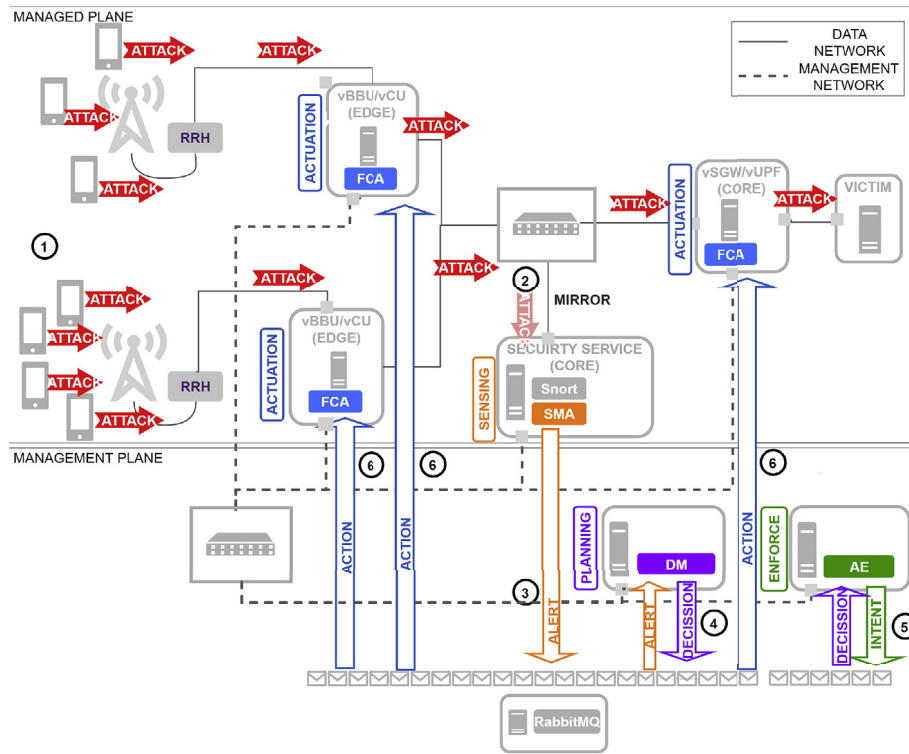 MANAGED PLANE
DATA
NETWORK
MANAGEMENT
NETWORK
ATTACK
ATTACK
ATTACK
RRH
ATTACK
ACTUATION
vBBU/vCU
(EDGE)
FCA
ATTACK
ATTACK
ACTUATION
vSGW/vUPF
(CORE)
FCA
ATTACK
VICTIM
1
ATTACK
ATTACK
ATTACK
ATTACK
RRH
ATTACK
ACTUATION
vBBU/vCU
(EDGE)
FCA
ATTACK
2
ATTACK
MIRROR
SENSING
SECUIRTY SERVICE
(CORE)
Snort
SMA
MANAGEMENT PLANE
6
6
6
ACTION
ACTION
ACTION
3
ALERT
PLANNING
DM
ALERT
DECISSION
4
ENFORCE
AE
DECISSION
INTENT
5
RabbitMQ